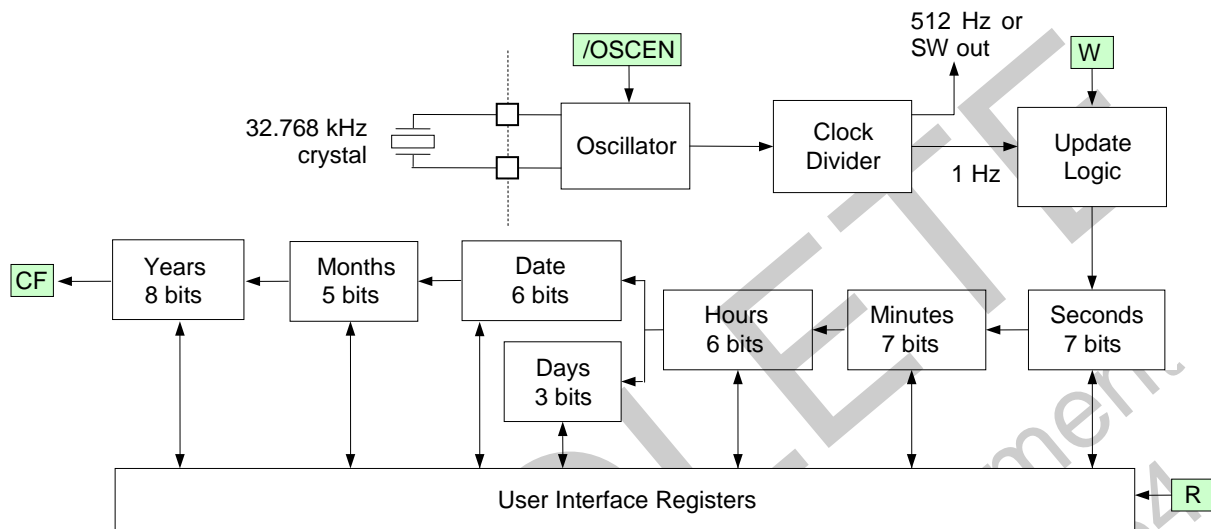 512 Hz or
SW out
/OSCEN
W
32.768 kHz
crystal
Oscillator
Clock
Divider
1 Hz
Update
Logic
CF
Years
8 bits
Months
5 bits
Date
6 bits
Days
3 bits
Hours
6 bits
Minutes
7 bits
Seconds
7 bits
User Interface Registers
R